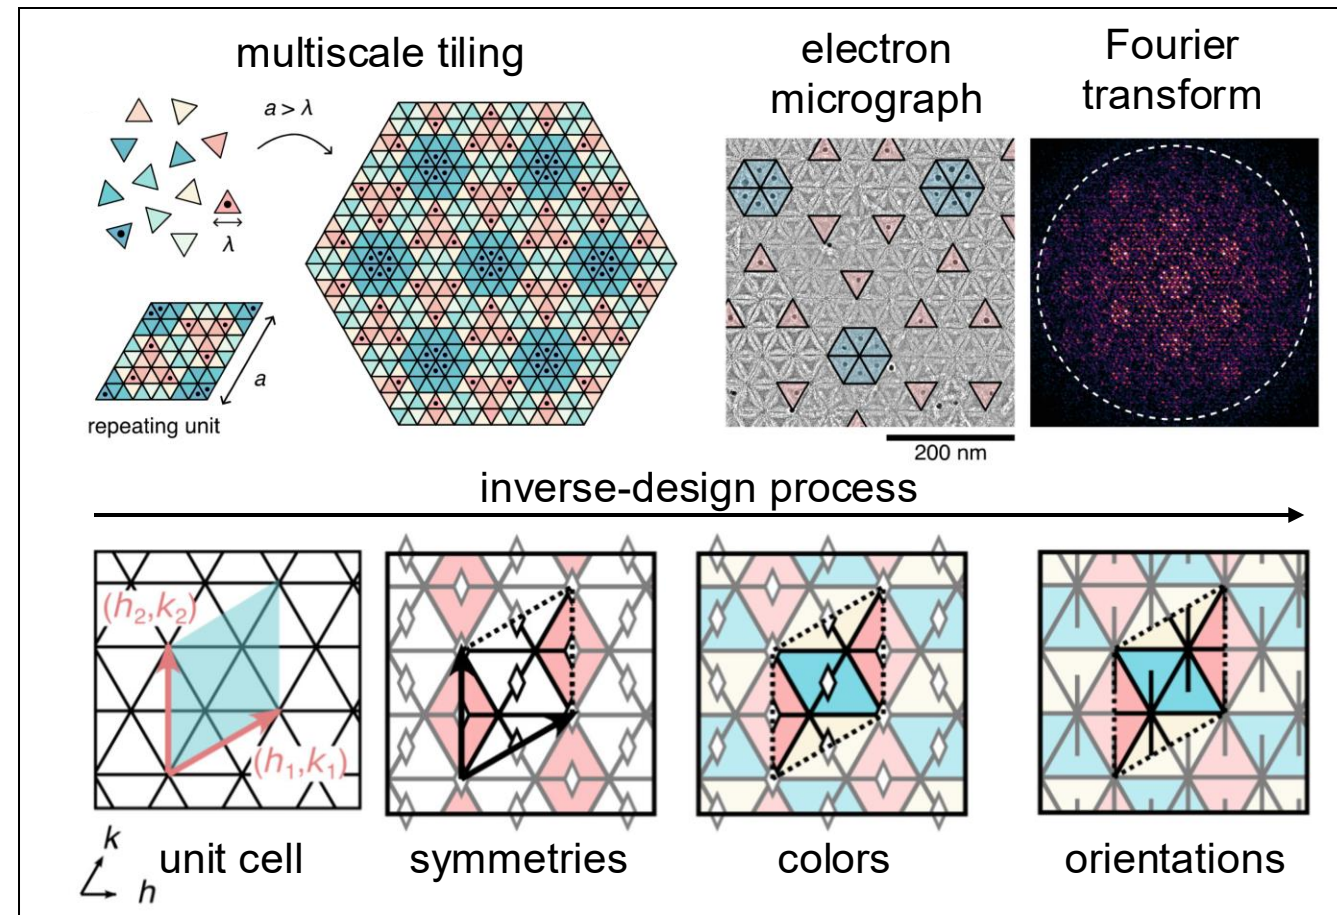 multiscale tiling
electron
micrograph
Fourier
transform
a > λ
λ
a
repeating unit
200 nm
inverse-design process
(h₂,k₂)
(h₁,k₁)
k
h
unit cell
symmetries
colors
orientations